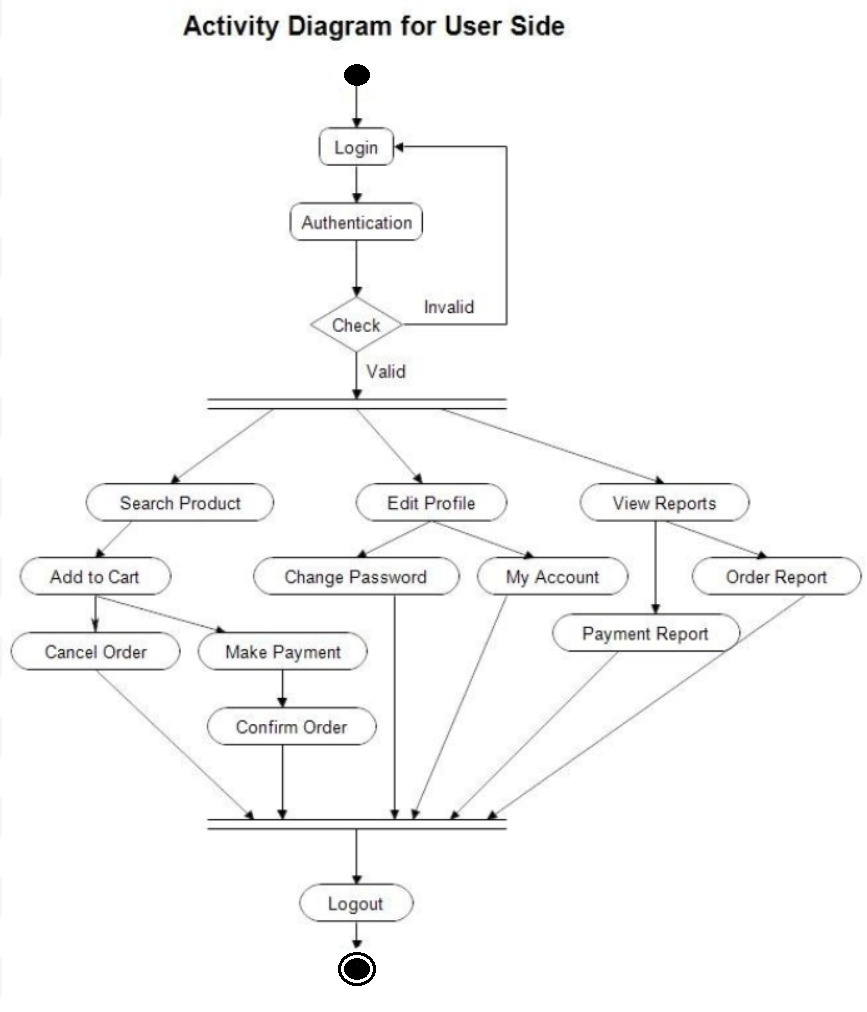 Activity Diagram for User Side
Login
Authentication
Check
Invalid
Valid
Search Product
Edit Profile
View Reports
Add to Cart
Change Password
My Account
Order Report
Cancel Order
Make Payment
Payment Report
Confirm Order
Logout